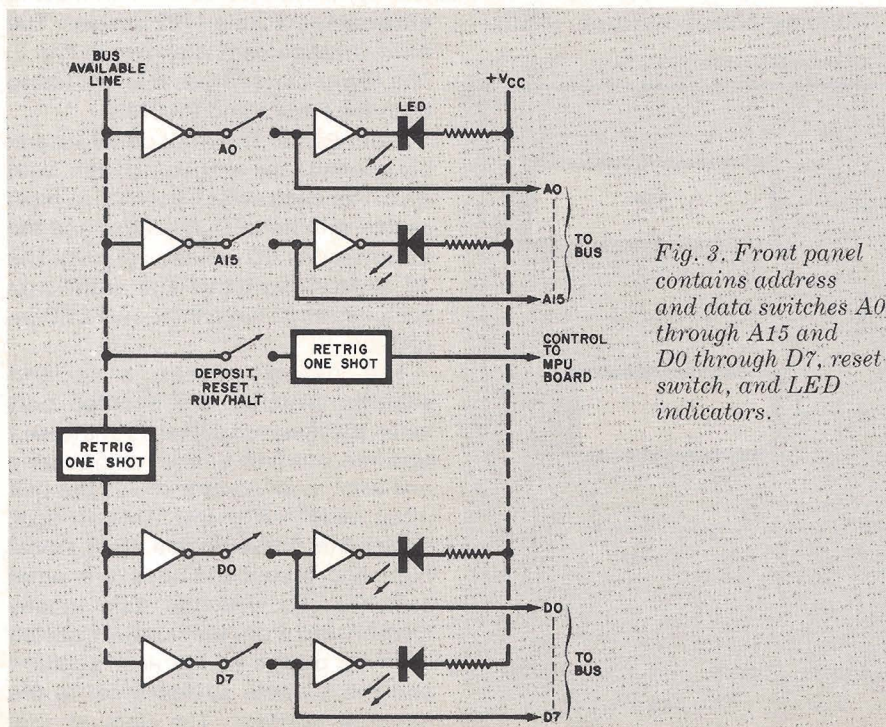 BUS
AVAILABLE
LINE
+VCC
LED
A0
A0
A15
TO
BUS
A15
DEPOSIT,
RESET
RUN/HALT
RETRIG
ONE SHOT
CONTROL
TO
MPU
BOARD
RETRIG
ONE SHOT
D0
D0
D7
TO
BUS
D7
Fig. 3. Front panel
contains address
and data switches A0
through A15 and
D0 through D7, reset
switch, and LED
indicators.